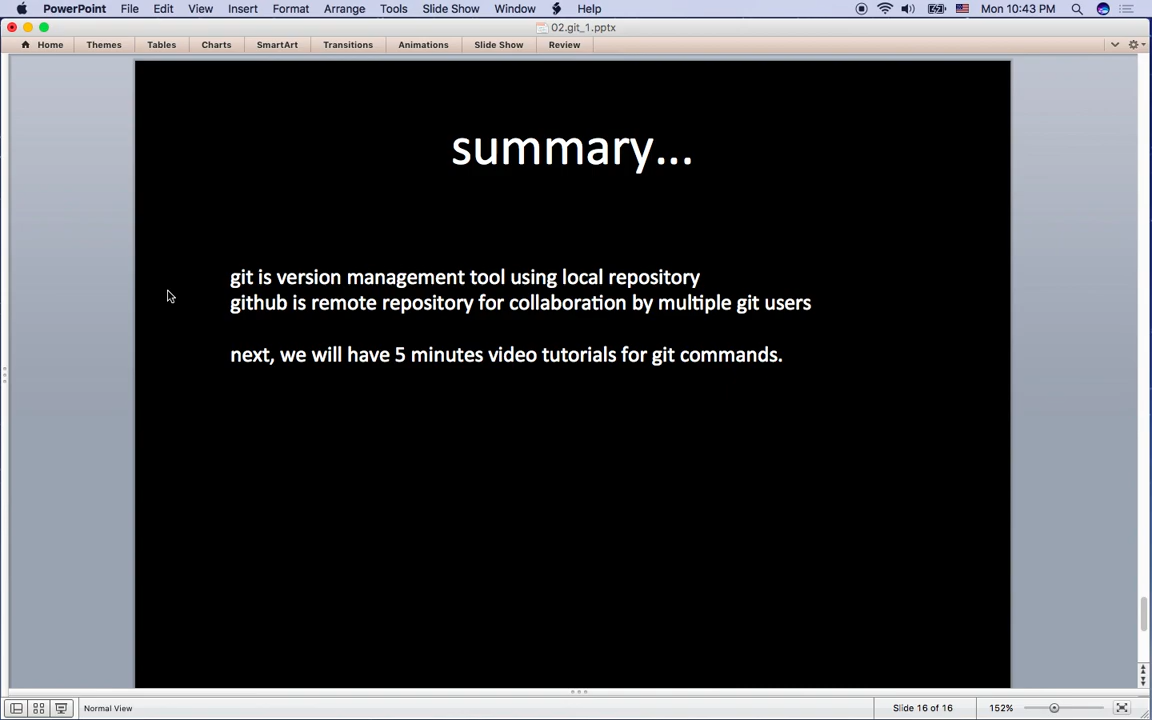 PowerPoint File Edit View Insert Format Arrange Tools Slide Show Window Help Mon 10:43 PM
02.git_1.pptx
Home Themes Tables Charts SmartArt Transitions Animations Slide Show Review
summary...
git is version management tool using local repository
github is remote repository for collaboration by multiple git users
next, we will have 5 minutes video tutorials for git commands.
Normal View Slide 16 of 16 152%